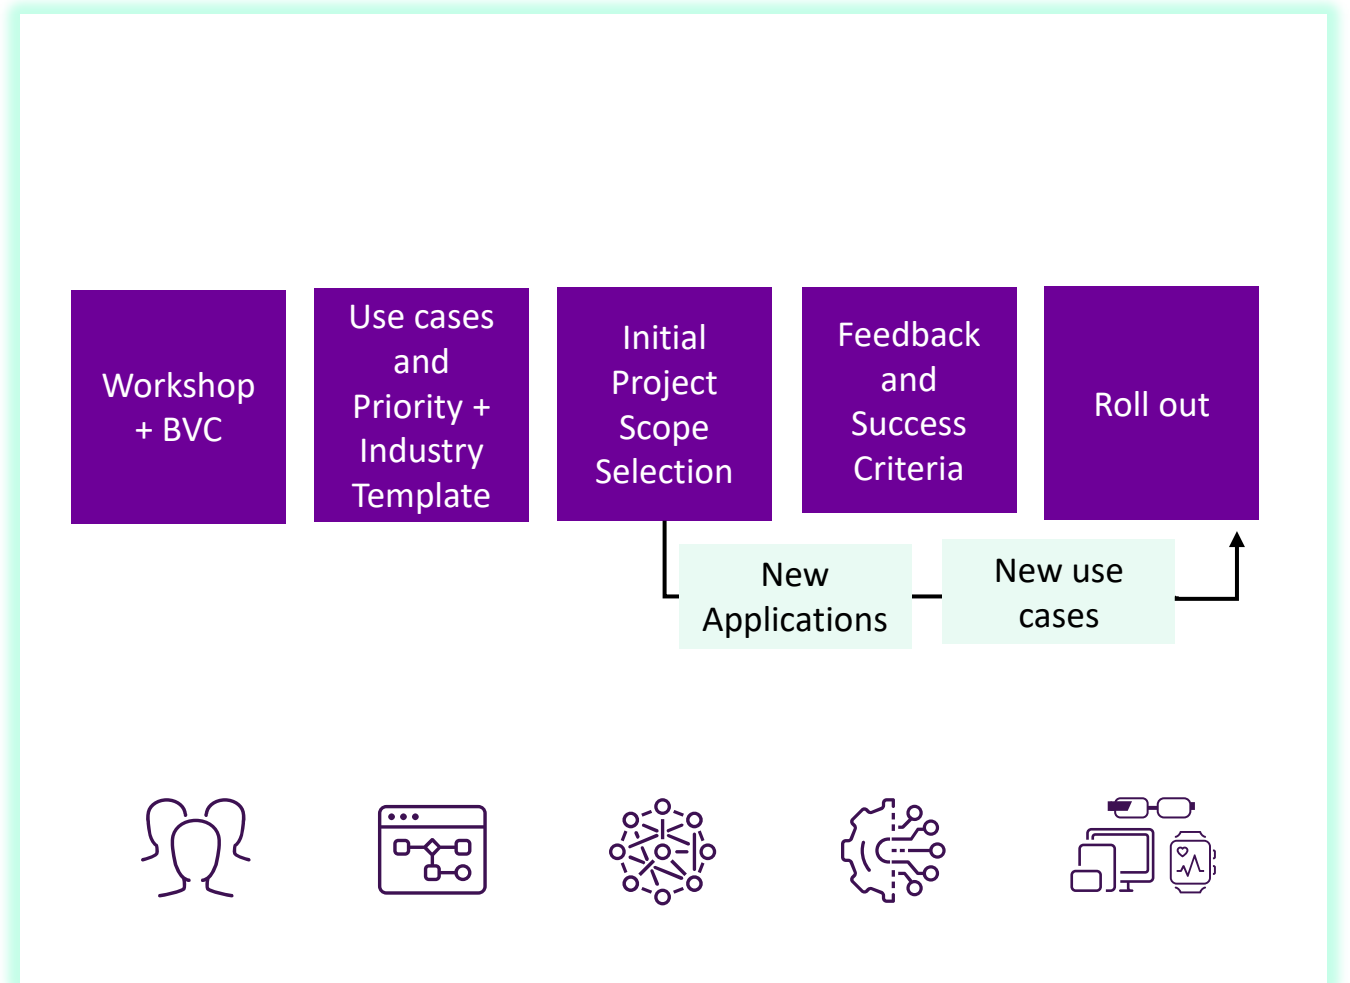 Workshop
+ BVC
Use cases
and
Priority +
Industry
Template
Initial
Project
Scope
Selection
Feedback
and
Success
Criteria
Roll out
New
Applications
New use
cases